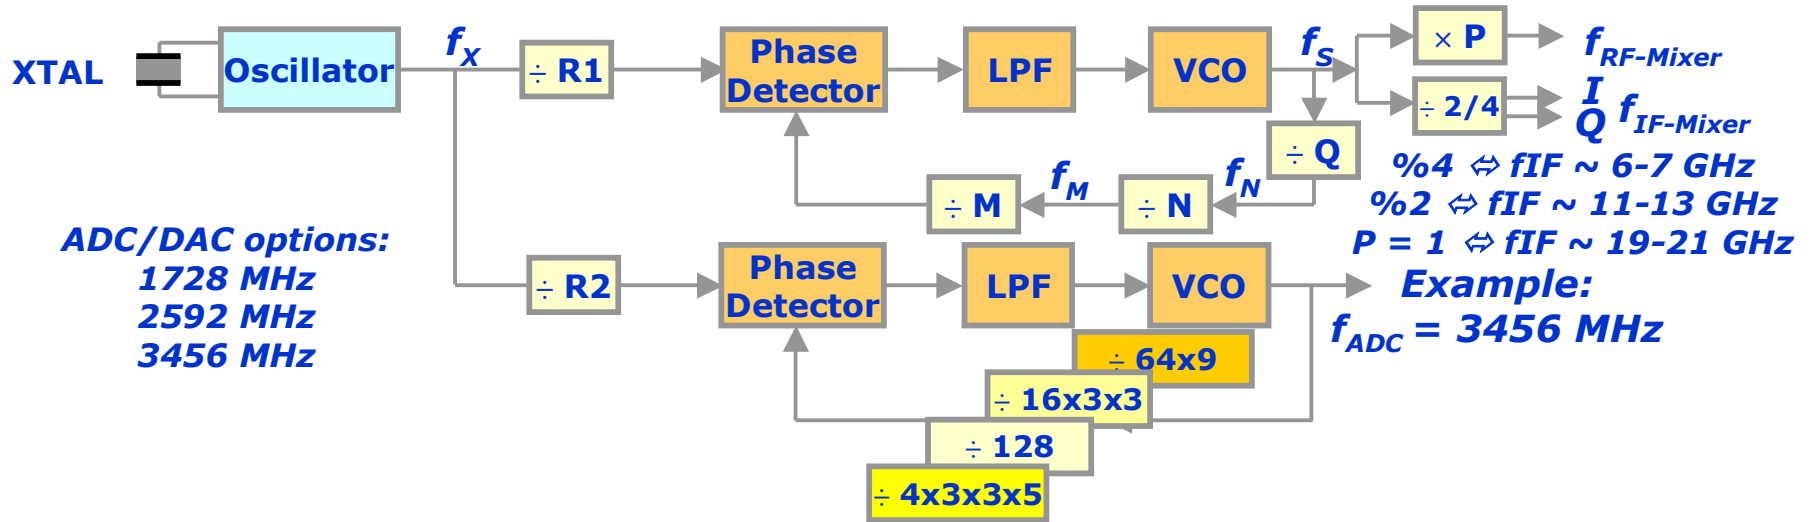 XTAL
Oscillator
fX
÷ R1
Phase
Detector
LPF
VCO
fS
× P
fRF-Mixer
÷ 2/4
I
Q
fIF-Mixer
÷ Q
fN
÷ N
fM
÷ M
%4 ⇔ fIF ~ 6-7 GHz
%2 ⇔ fIF ~ 11-13 GHz
P = 1 ⇔ fIF ~ 19-21 GHz
ADC/DAC options:
1728 MHz
2592 MHz
3456 MHz
÷ R2
Phase
Detector
LPF
VCO
Example:
fADC = 3456 MHz
÷ 64x9
÷ 16x3x3
÷ 128
÷ 4x3x3x5